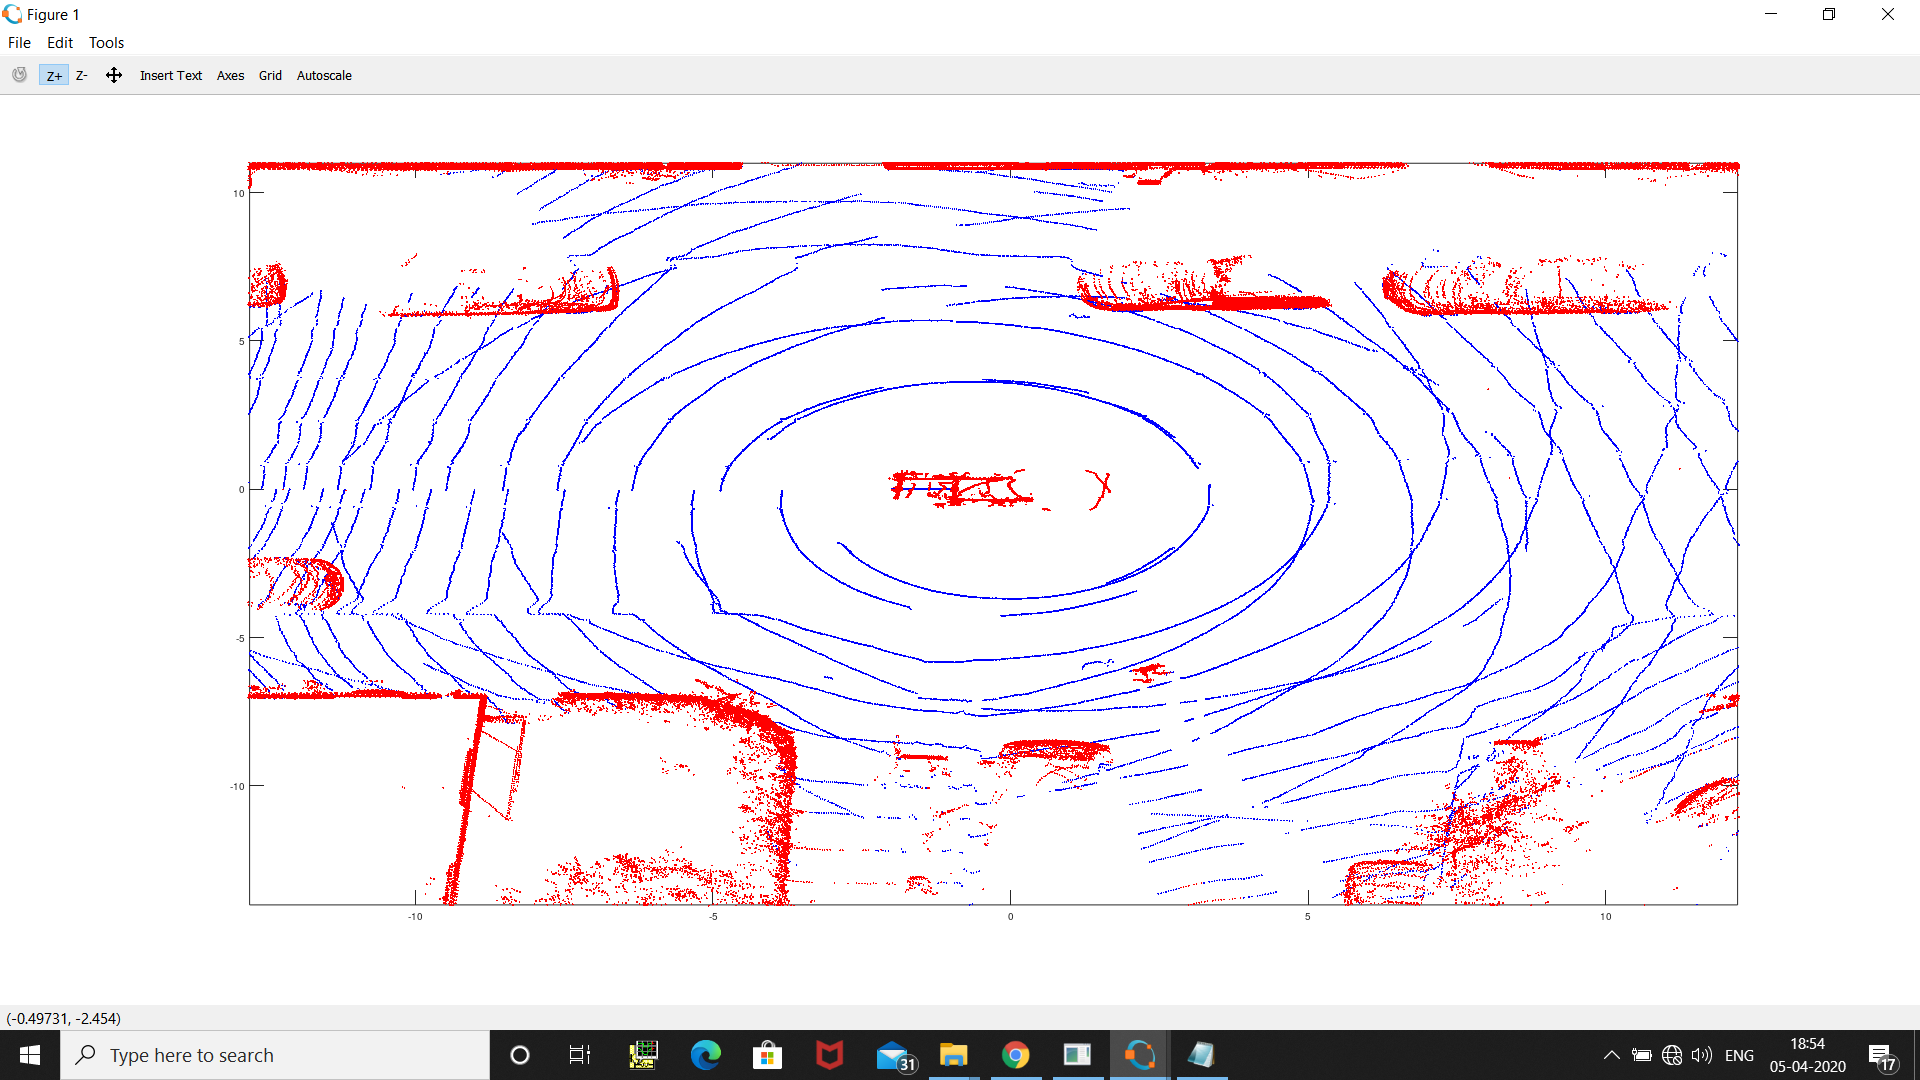 Figure 1
File Edit Tools
Z+ Z- Insert Text Axes Grid Autoscale
10
5
0
-5
-10
-10 -5 0 5 10
(-0.49731, -2.454)
Type here to search
31
ENG
18:54
05-04-2020
17